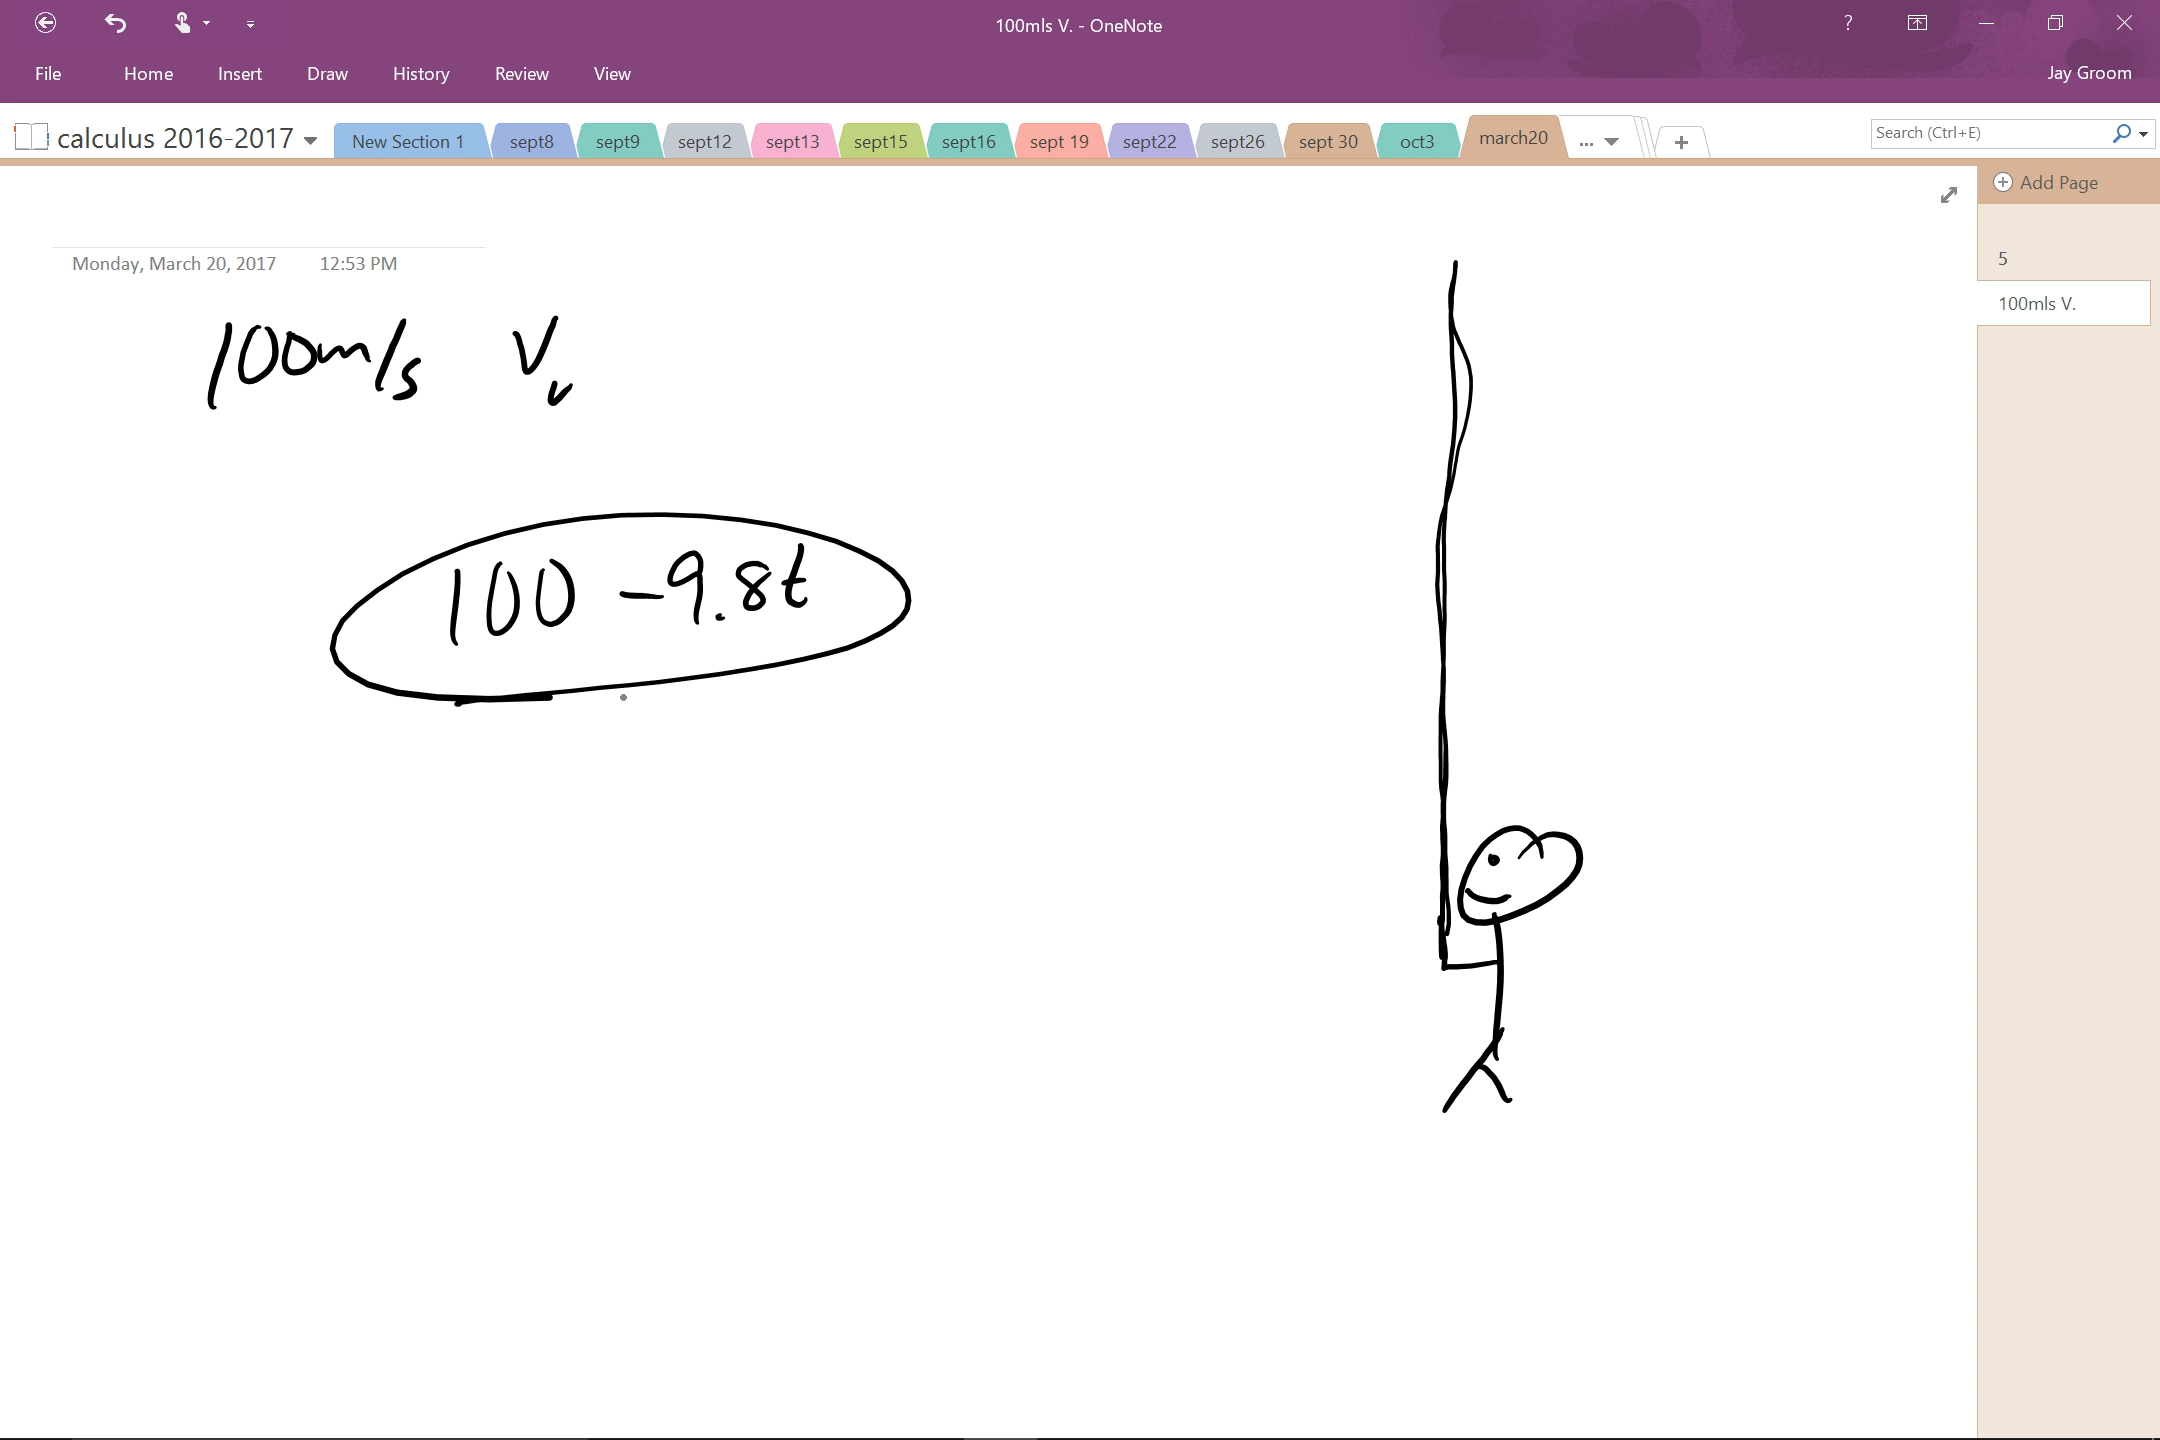 100mls V. - OneNote
?
File Home Insert Draw History Review View
Jay Groom
calculus 2016-2017
New Section 1 sept8 sept9 sept12 sept13 sept15 sept16 sept 19 sept22 sept26 sept 30 oct3 march20 ... +
Search (Ctrl+E)
Add Page
5
100mls V.
Monday, March 20, 2017 12:53 PM
100m/s Vv
100 -9.8t